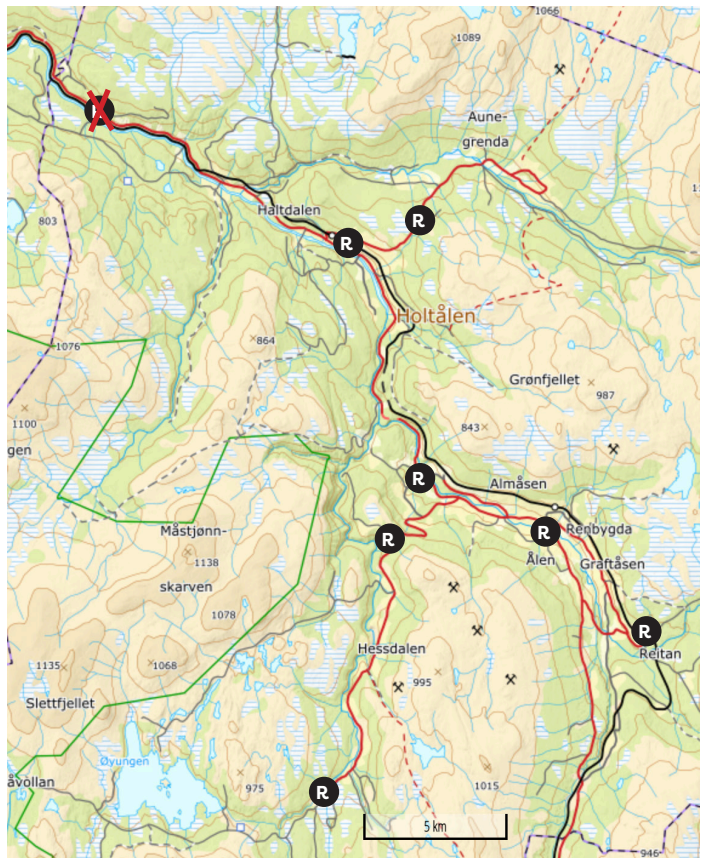 1066
1089
Aune-
grenda
R
Haltdalen
803
R
Holtålen
864
1076
Grønfjellet
987
1100
843
gen
R
Almåsen
Måstjønn-
R
Renbygda
R
Ålen
Gråftåsen
1138
skarven
1078
R
Hessdalen
Reitan
1135
1068
995
Slettfjellet
Øyungen
åvollan
975
R
1015
5 km
946